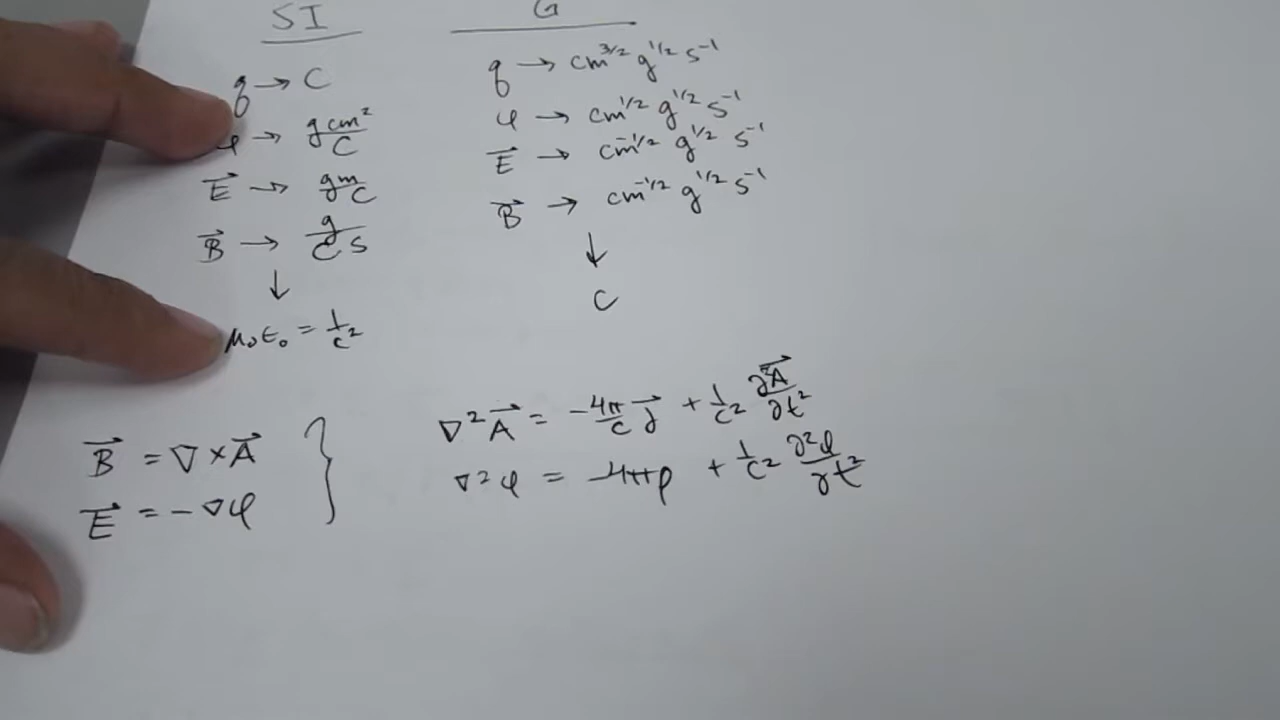 SI G
q → C q → cm^3/2 g^1/2 s^-1
φ → g cm²/C φ → cm^1/2 g^1/2 s^-1
E⃗ → gm/C E⃗ → cm^-1/2 g^1/2 s^-1
B⃗ → g/C s B⃗ → cm^-1/2 g^1/2 s^-1
↓ ↓
μ₀ε₀ = 1/c² c
∇²A⃗ = -4π/c j⃗ + 1/c² ∂²A⃗/∂t²
B⃗ = ∇ × A⃗ }
∇²φ = -4πρ + 1/c² ∂²φ/∂t²
E⃗ = -∇φ